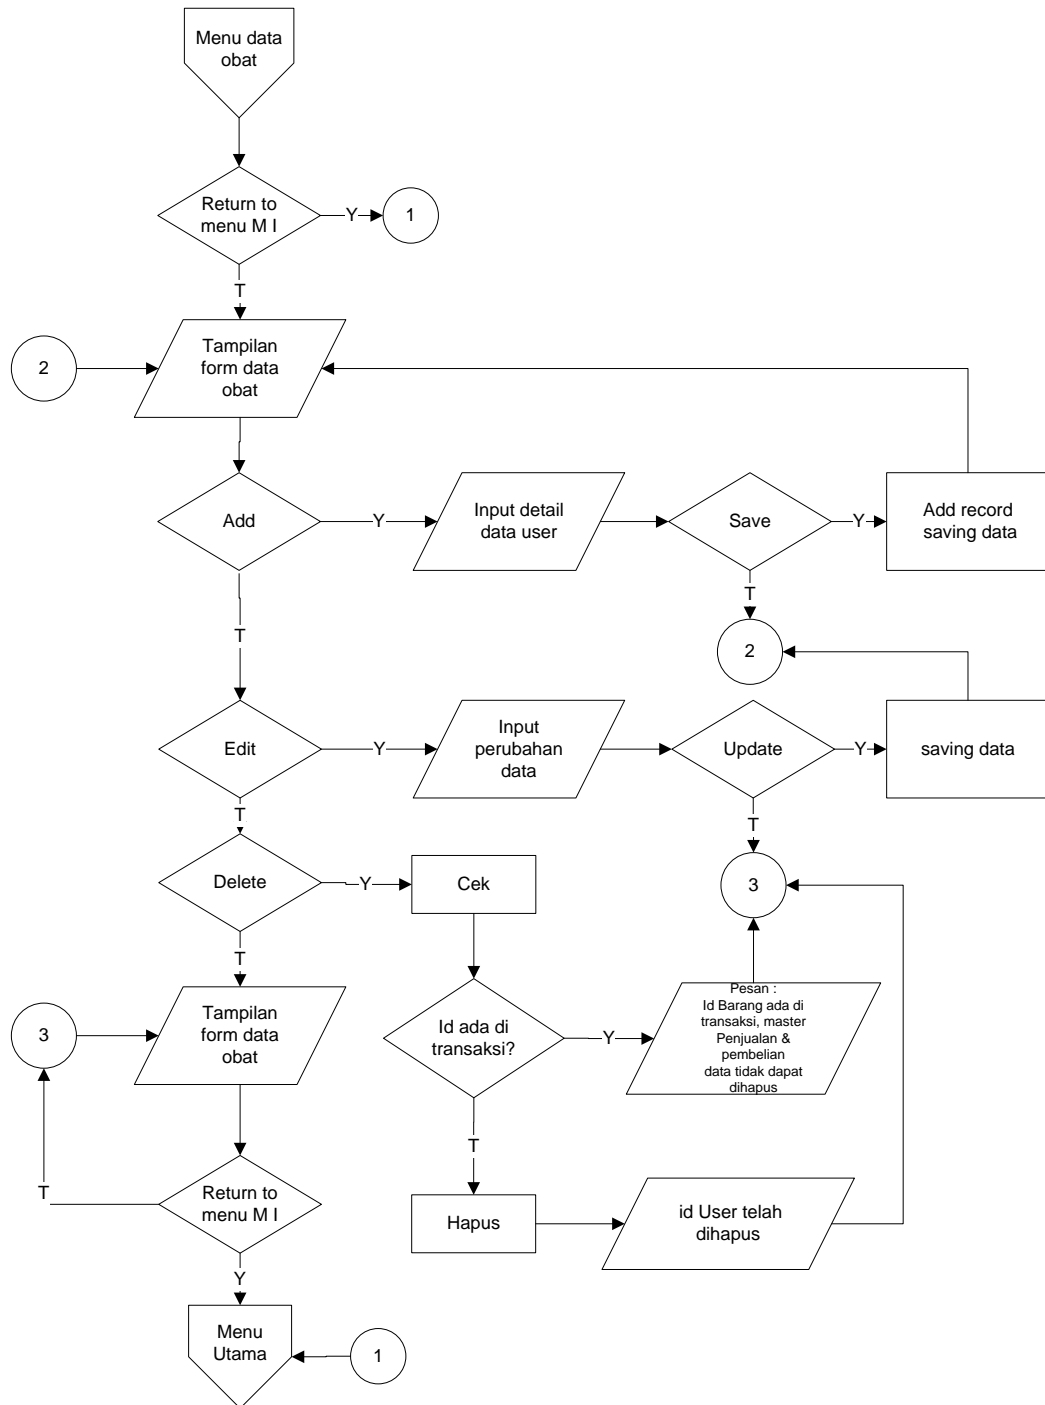 Menu data
obat
Return to
menu M I
Y
1
T
2
Tampilan
form data
obat
Add
Y
Input detail
data user
Save
Y
Add record
saving data
T
T
2
Edit
Y
Input
perubahan
data
Update
Y
saving data
T
T
3
Delete
Y
Cek
T
3
Tampilan
form data
obat
Id ada di
transaksi?
Y
Pesan :
Id Barang ada di
transaksi, master
Penjualan &
pembelian
data tidak dapat
dihapus
T
T
Return to
menu M I
Hapus
id User telah
dihapus
Y
Menu
Utama
1